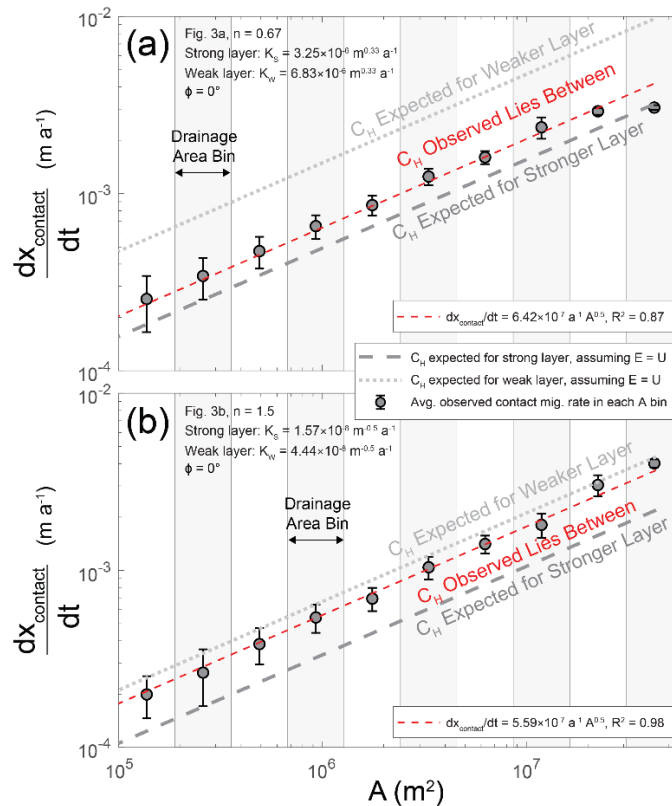 10⁻²
(a)
Fig. 3a, n = 0.67
Strong layer: K_S = 3.25×10⁻⁶ m^0.33 a⁻¹
Weak layer: K_W = 6.83×10⁻⁶ m^0.33 a⁻¹
ϕ = 0°
C_H Expected for Weaker Layer
C_H Observed Lies Between
C_H Expected for Stronger Layer
Drainage
Area Bin
10⁻³
dx_contact
dt
(m a⁻¹)
dx_contact/dt = 6.42×10⁻⁷ a⁻¹ A^0.5, R² = 0.87
10⁻⁴
C_H expected for strong layer, assuming E = U
C_H expected for weak layer, assuming E = U
Avg. observed contact mig. rate in each A bin
10⁻²
(b)
Fig. 3b, n = 1.5
Strong layer: K_S = 1.57×10⁻⁸ m^-0.5 a⁻¹
Weak layer: K_W = 4.44×10⁻⁸ m^-0.5 a⁻¹
ϕ = 0°
Drainage
Area Bin
C_H Expected for Weaker Layer
C_H Observed Lies Between
C_H Expected for Stronger Layer
10⁻³
dx_contact
dt
(m a⁻¹)
dx_contact/dt = 5.59×10⁻⁷ a⁻¹ A^0.5, R² = 0.98
10⁻⁴
10⁵
10⁶
10⁷
A (m²)